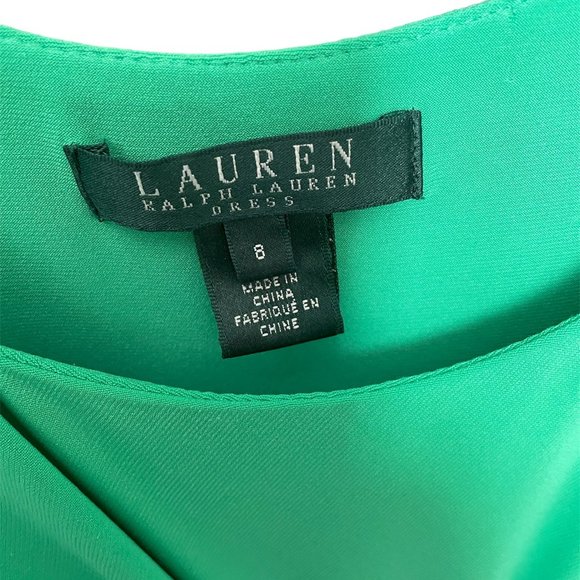 LAUREN
RALPH LAUREN
DRESS
8
MADE IN
CHINA
FABRIQUÉ EN
CHINE